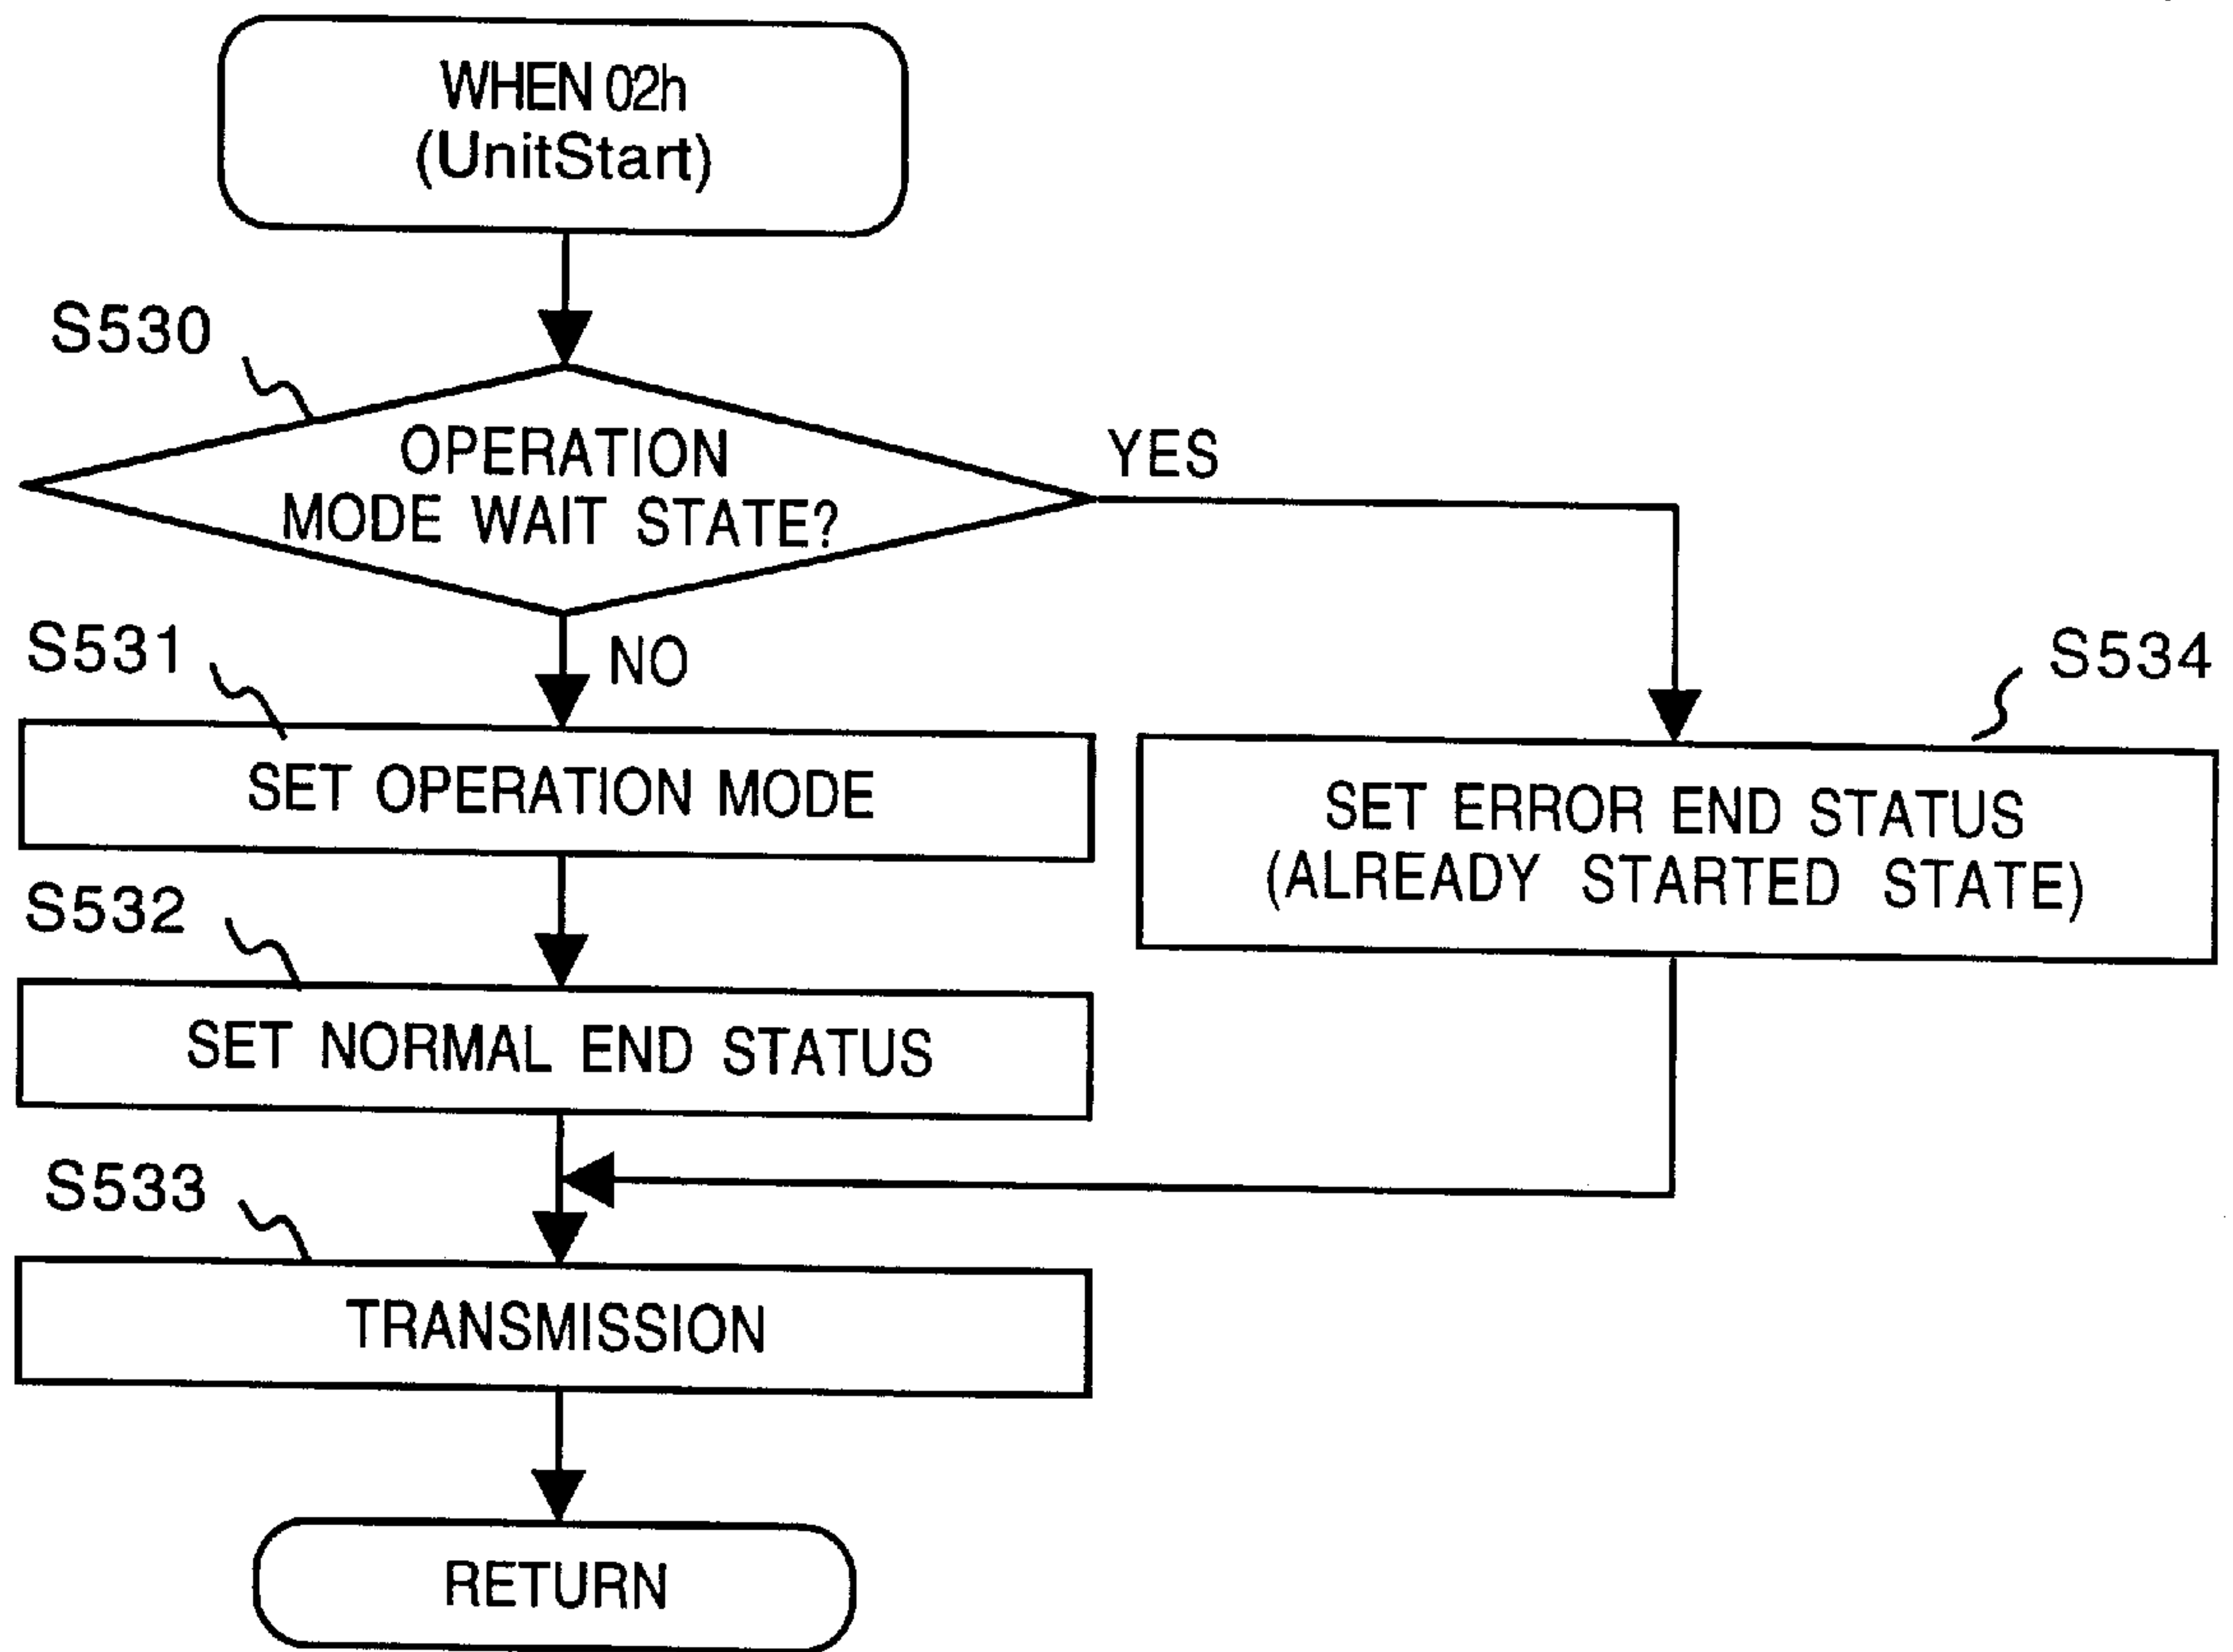 WHEN 02h
(UnitStart)
S530
OPERATION
MODE WAIT STATE?
YES
NO
S531
SET OPERATION MODE
S534
SET ERROR END STATUS
(ALREADY STARTED STATE)
S532
SET NORMAL END STATUS
S533
TRANSMISSION
RETURN